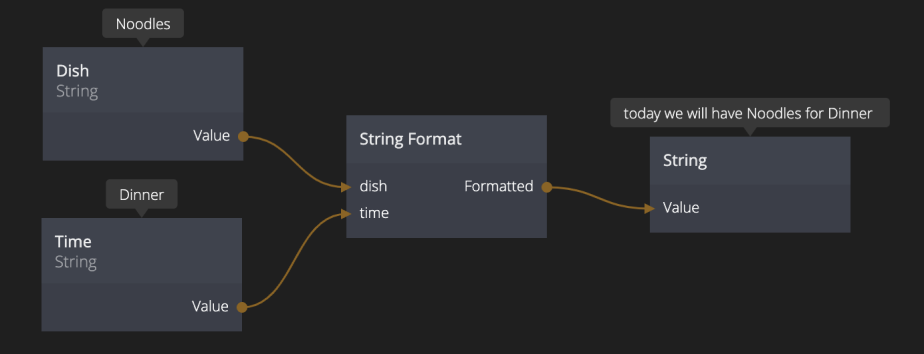 Noodles
Dish
String
Value
Dinner
Time
String
Value
String Format
dish
Formatted
time
today we will have Noodles for Dinner
String
Value